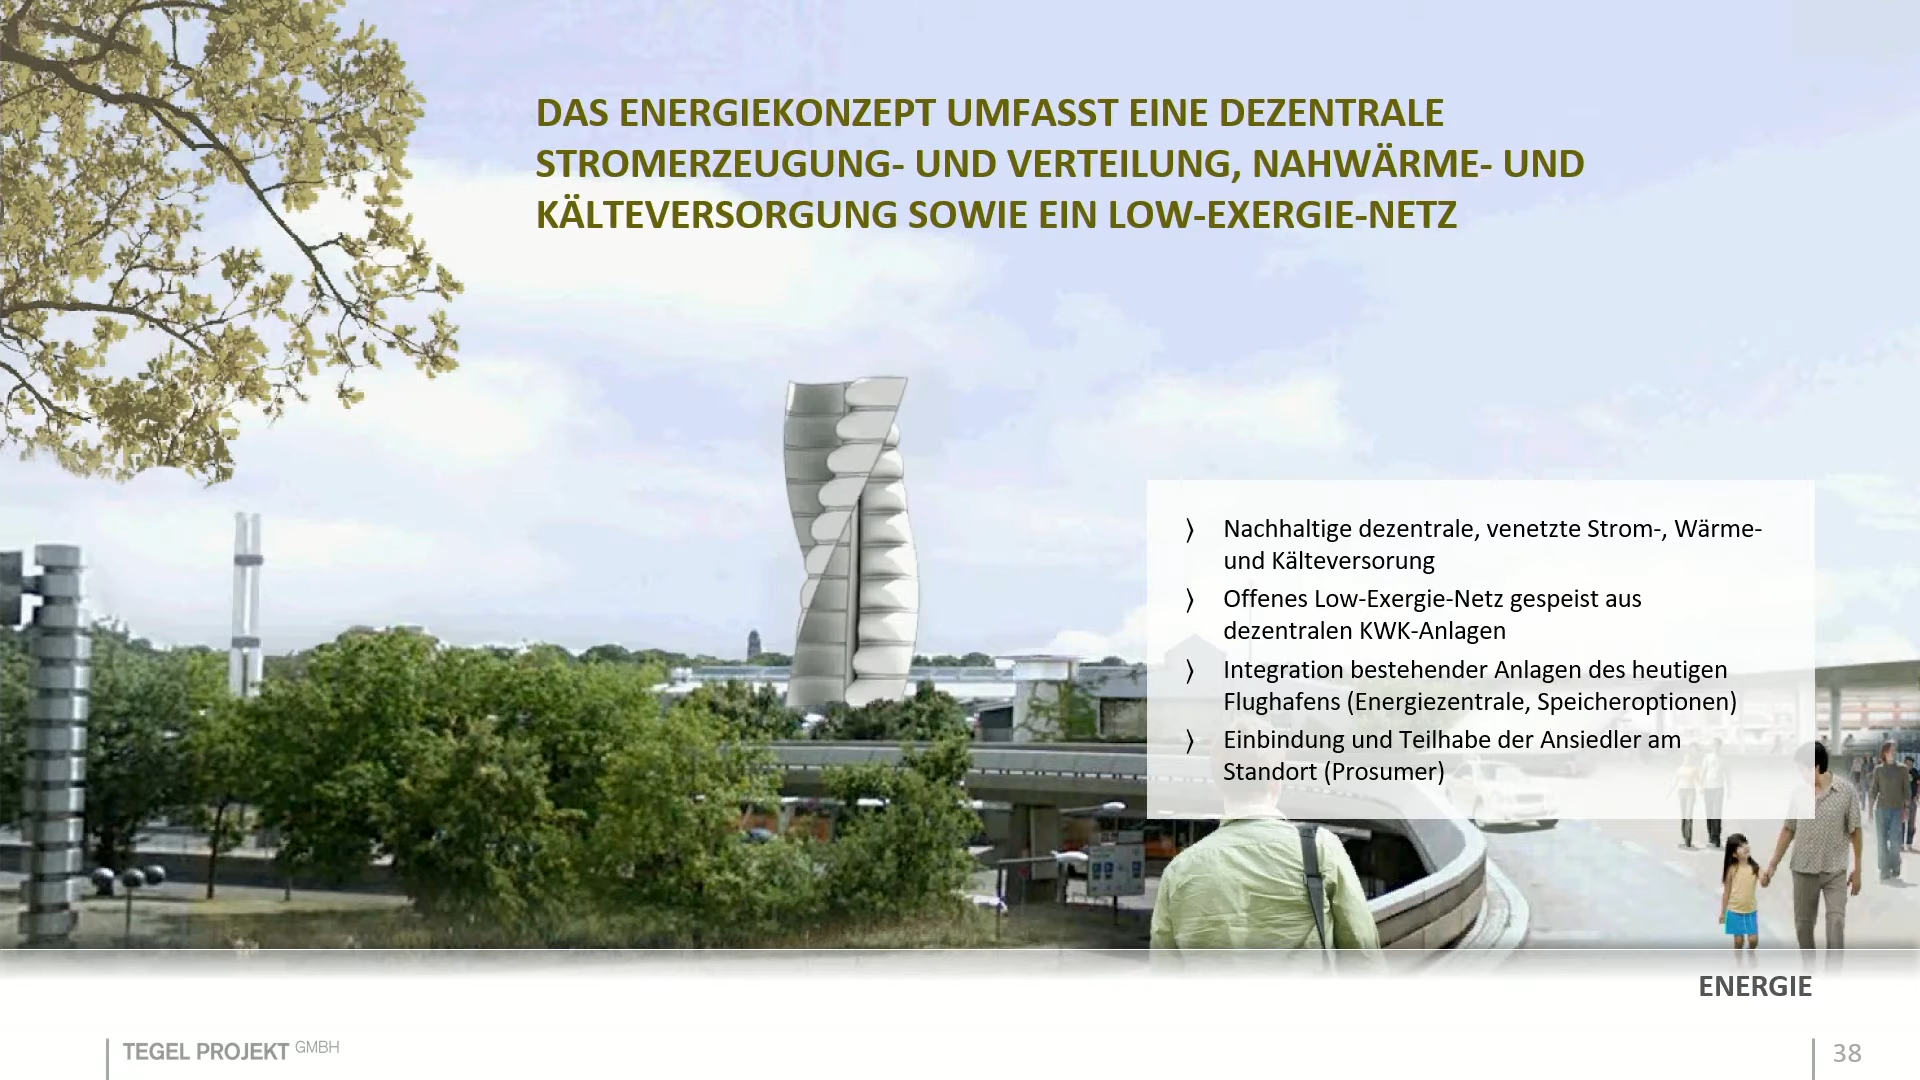 DAS ENERGIEKONZEPT UMFASST EINE DEZENTRALE
STROMERZEUGUNG- UND VERTEILUNG, NAHWÄRME- UND
KÄLTEVERSORGUNG SOWIE EIN LOW-EXERGIE-NETZ
〉 Nachhaltige dezentrale, venetzte Strom-, Wärme-
und Kälteversorung
〉 Offenes Low-Exergie-Netz gespeist aus
dezentralen KWK-Anlagen
〉 Integration bestehender Anlagen des heutigen
Flughafens (Energiezentrale, Speicheroptionen)
〉 Einbindung und Teilhabe der Ansiedler am
Standort (Prosumer)
ENERGIE
TEGEL PROJEKT GMBH
38